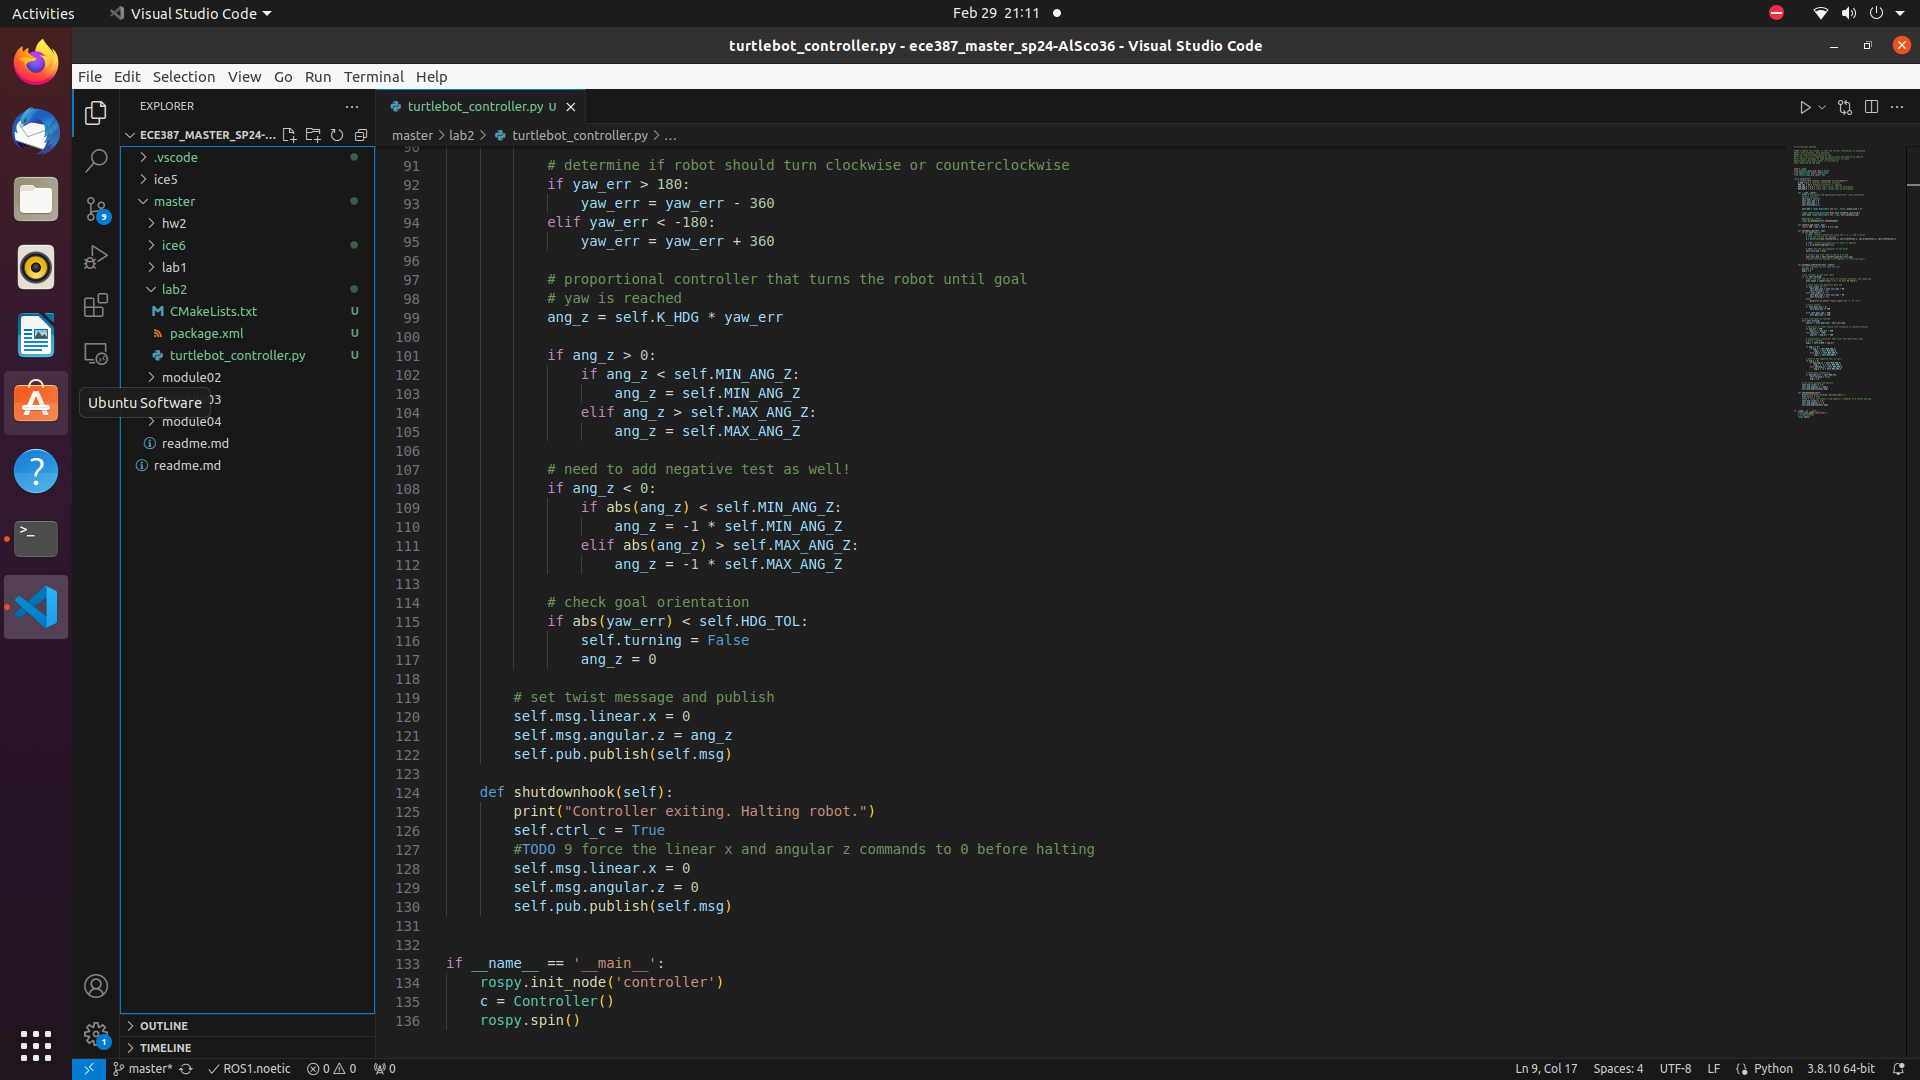 Activities
Visual Studio Code
Feb 29 21:11
turtlebot_controller.py - ece387_master_sp24-AlSco36 - Visual Studio Code
File Edit Selection View Go Run Terminal Help
EXPLORER
ECE387_MASTER_SP24-...
.vscode
ice5
master
hw2
ice6
lab1
lab2
CMakeLists.txt U
package.xml U
turtlebot_controller.py U
module02
03
module04
readme.md
readme.md
Ubuntu Software
OUTLINE
TIMELINE
9
1
turtlebot_controller.py U
master > lab2 > turtlebot_controller.py > ...
90
91 # determine if robot should turn clockwise or counterclockwise
92 if yaw_err > 180:
93 yaw_err = yaw_err - 360
94 elif yaw_err < -180:
95 yaw_err = yaw_err + 360
96
97 # proportional controller that turns the robot until goal
98 # yaw is reached
99 ang_z = self.K_HDG * yaw_err
100
101 if ang_z > 0:
102 if ang_z < self.MIN_ANG_Z:
103 ang_z = self.MIN_ANG_Z
104 elif ang_z > self.MAX_ANG_Z:
105 ang_z = self.MAX_ANG_Z
106
107 # need to add negative test as well!
108 if ang_z < 0:
109 if abs(ang_z) < self.MIN_ANG_Z:
110 ang_z = -1 * self.MIN_ANG_Z
111 elif abs(ang_z) > self.MAX_ANG_Z:
112 ang_z = -1 * self.MAX_ANG_Z
113
114 # check goal orientation
115 if abs(yaw_err) < self.HDG_TOL:
116 self.turning = False
117 ang_z = 0
118
119 # set twist message and publish
120 self.msg.linear.x = 0
121 self.msg.angular.z = ang_z
122 self.pub.publish(self.msg)
123
124 def shutdownhook(self):
125 print("Controller exiting. Halting robot.")
126 self.ctrl_c = True
127 #TODO 9 force the linear x and angular z commands to 0 before halting
128 self.msg.linear.x = 0
129 self.msg.angular.z = 0
130 self.pub.publish(self.msg)
131
132
133 if __name__ == '__main__':
134 rospy.init_node('controller')
135 c = Controller()
136 rospy.spin()
master* ROS1.noetic 0 0 0
Ln 9, Col 17 Spaces: 4 UTF-8 LF Python 3.8.10 64-bit